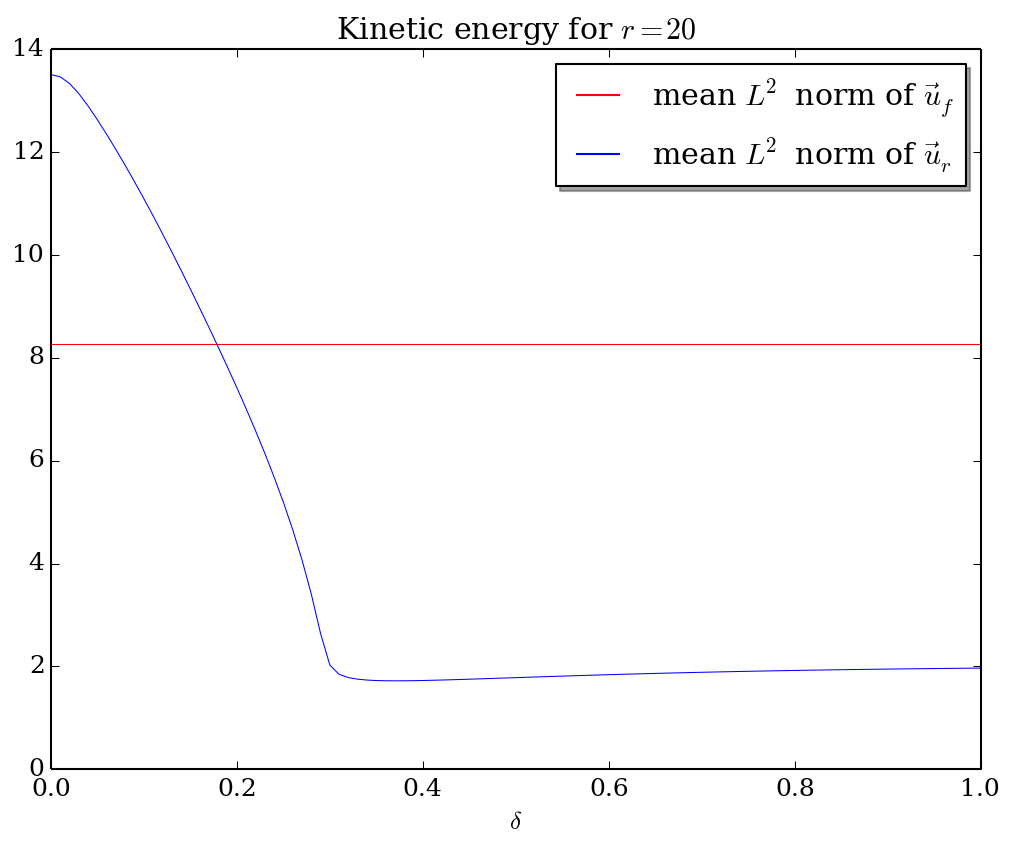 Kinetic energy for r = 20
14
12
10
8
6
4
2
0
mean L² norm of u⃗_f
mean L² norm of u⃗_r
0.0 0.2 0.4 0.6 0.8 1.0
δ